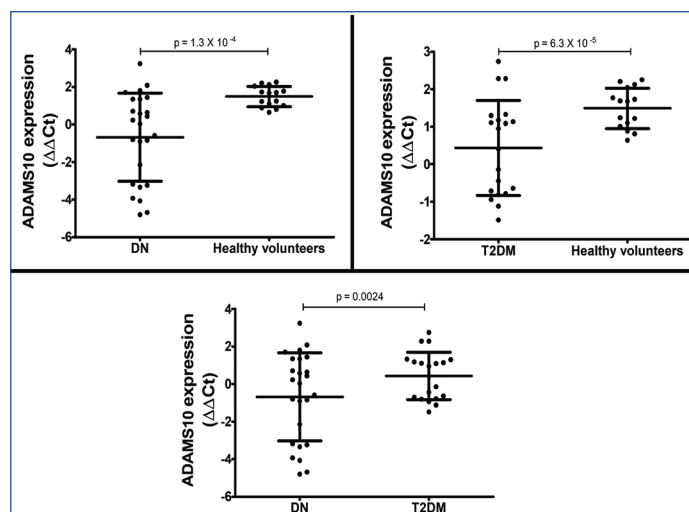 p = 1.3 X 10⁻⁴
ADAMS10 expression
(ΔΔCt)
4
2
0
-2
-4
-6
DN
Healthy volunteers
p = 6.3 X 10⁻⁵
ADAMS10 expression
(ΔΔCt)
3
2
1
0
-1
-2
T2DM
Healthy volunteers
p = 0.0024
ADAMS10 expression
(ΔΔCt)
4
2
0
-2
-4
-6
DN
T2DM